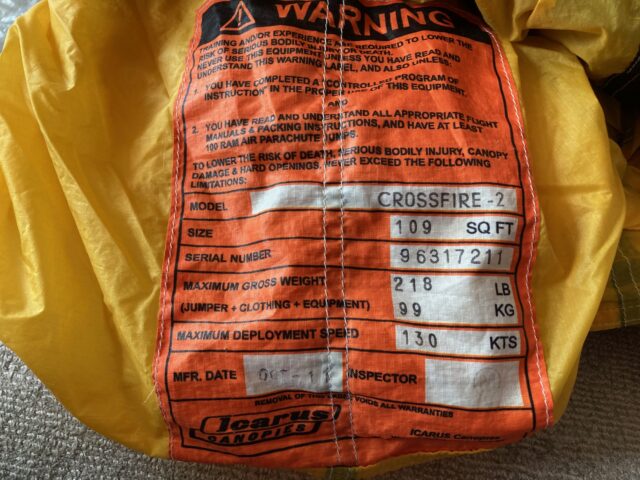 WARNING
TRAINING AND/OR EXPERIENCE ARE REQUIRED TO LOWER THE
RISK OF SERIOUS BODILY INJURY OR DEATH.
NEVER USE THIS EQUIPMENT UNLESS YOU HAVE READ AND
UNDERSTAND THIS WARNING LABEL, AND ALSO UNLESS,
1. YOU HAVE COMPLETED A "CONTROLLED PROGRAM OF
INSTRUCTION" IN THE PROPER USE OF THIS EQUIPMENT.
AND
2. YOU HAVE READ AND UNDERSTAND ALL APPROPRIATE FLIGHT
MANUALS & PACKING INSTRUCTIONS, AND HAVE AT LEAST
100 RAM AIR PARACHUTE JUMPS.
TO LOWER THE RISK OF DEATH, SERIOUS BODILY INJURY, CANOPY
DAMAGE & HARD OPENINGS, NEVER EXCEED THE FOLLOWING
LIMITATIONS:
MODEL CROSSFIRE-2
SIZE 109 SQ FT
SERIAL NUMBER 96317211
MAXIMUM GROSS WEIGHT 218 LB
(JUMPER + CLOTHING + EQUIPMENT) 99 KG
MAXIMUM DEPLOYMENT SPEED 130 KTS
MFR. DATE INSPECTOR
REMOVAL OF THIS LABEL VOIDS ALL WARRANTIES
Icarus
CANOPIES
ICARUS Canopies